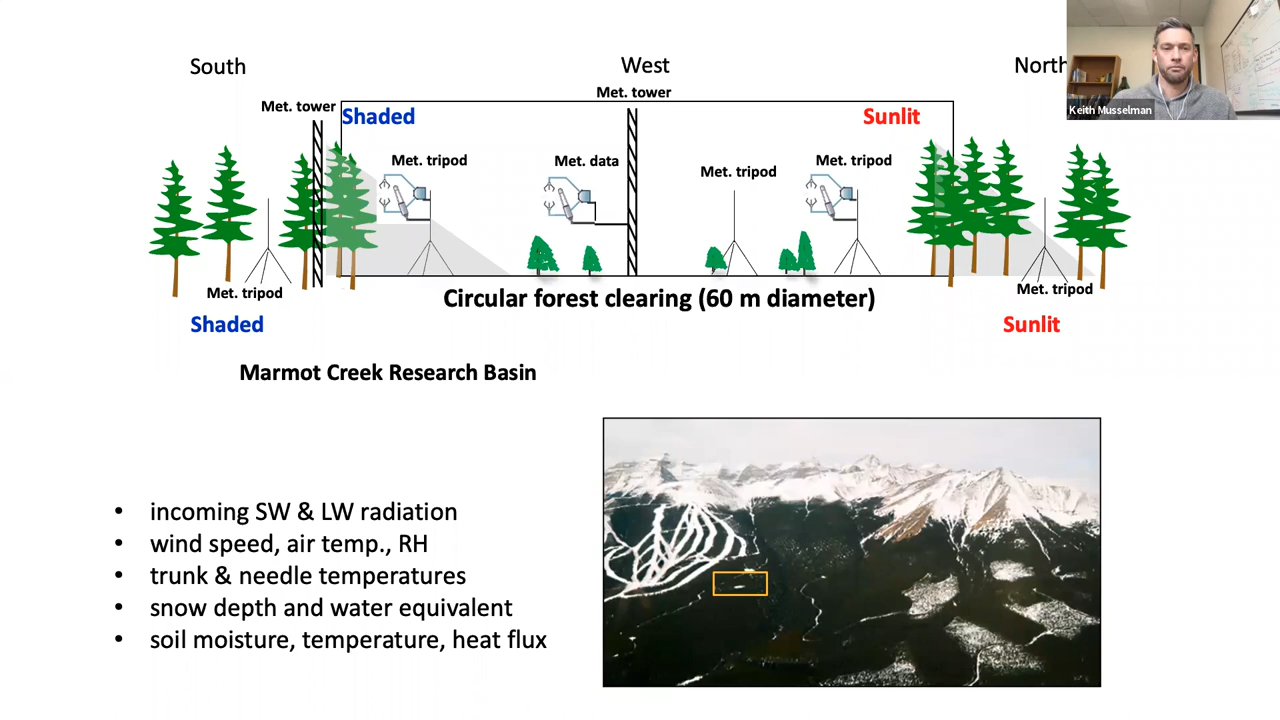 South
West
North
Met. tower
Met. tower
Shaded
Sunlit
Keith Musselman
Met. tripod
Met. data
Met. tripod
Met. tripod
Met. tripod
Met. tripod
Circular forest clearing (60 m diameter)
Shaded
Sunlit
Marmot Creek Research Basin
• incoming SW & LW radiation
• wind speed, air temp., RH
• trunk & needle temperatures
• snow depth and water equivalent
• soil moisture, temperature, heat flux